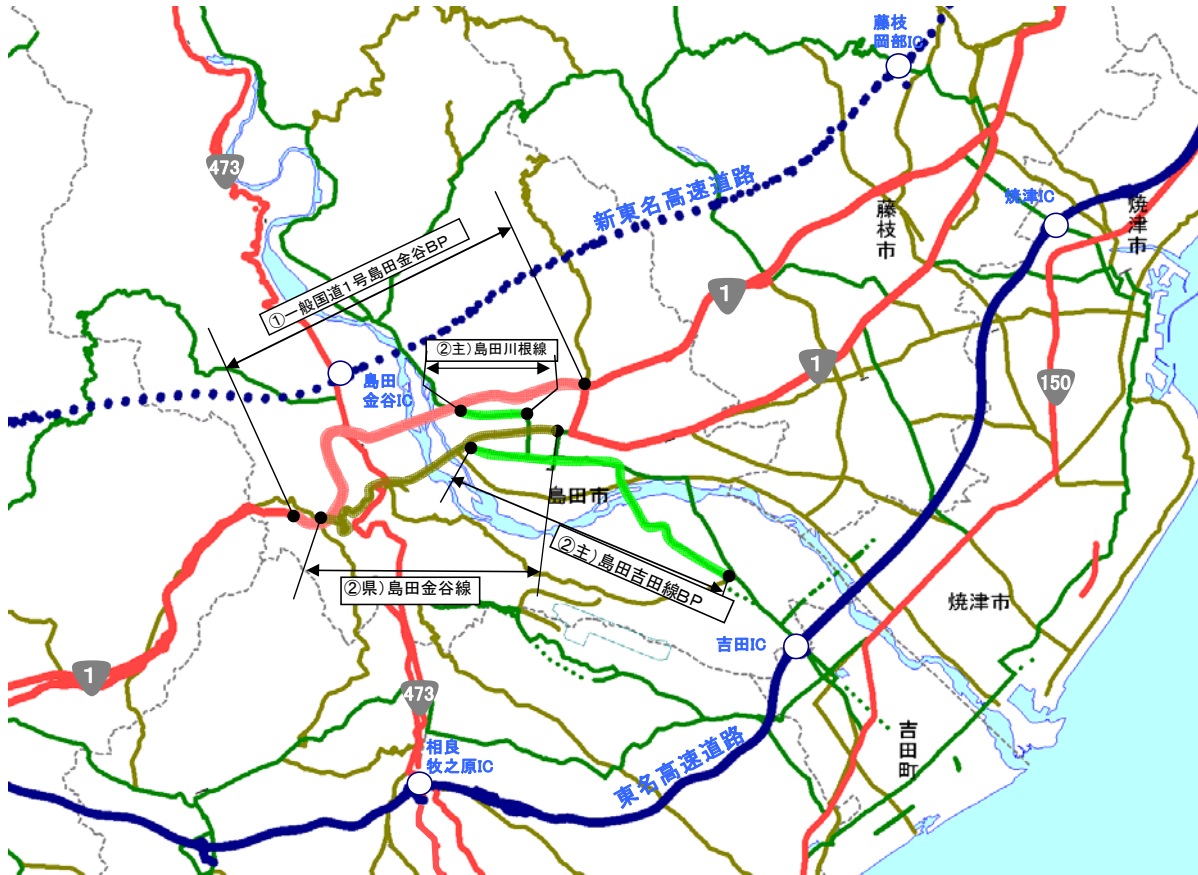 藤枝
岡部IC
473
新東名高速道路
焼津IC
焼津市
藤枝市
①一般国道1号島田金谷BP
1
②主)島田川根線
島田
金谷IC
1
150
島田市
②主)島田吉田線BP
②県)島田金谷線
焼津市
吉田IC
1
473
吉田町
相良
牧之原IC
東名高速道路